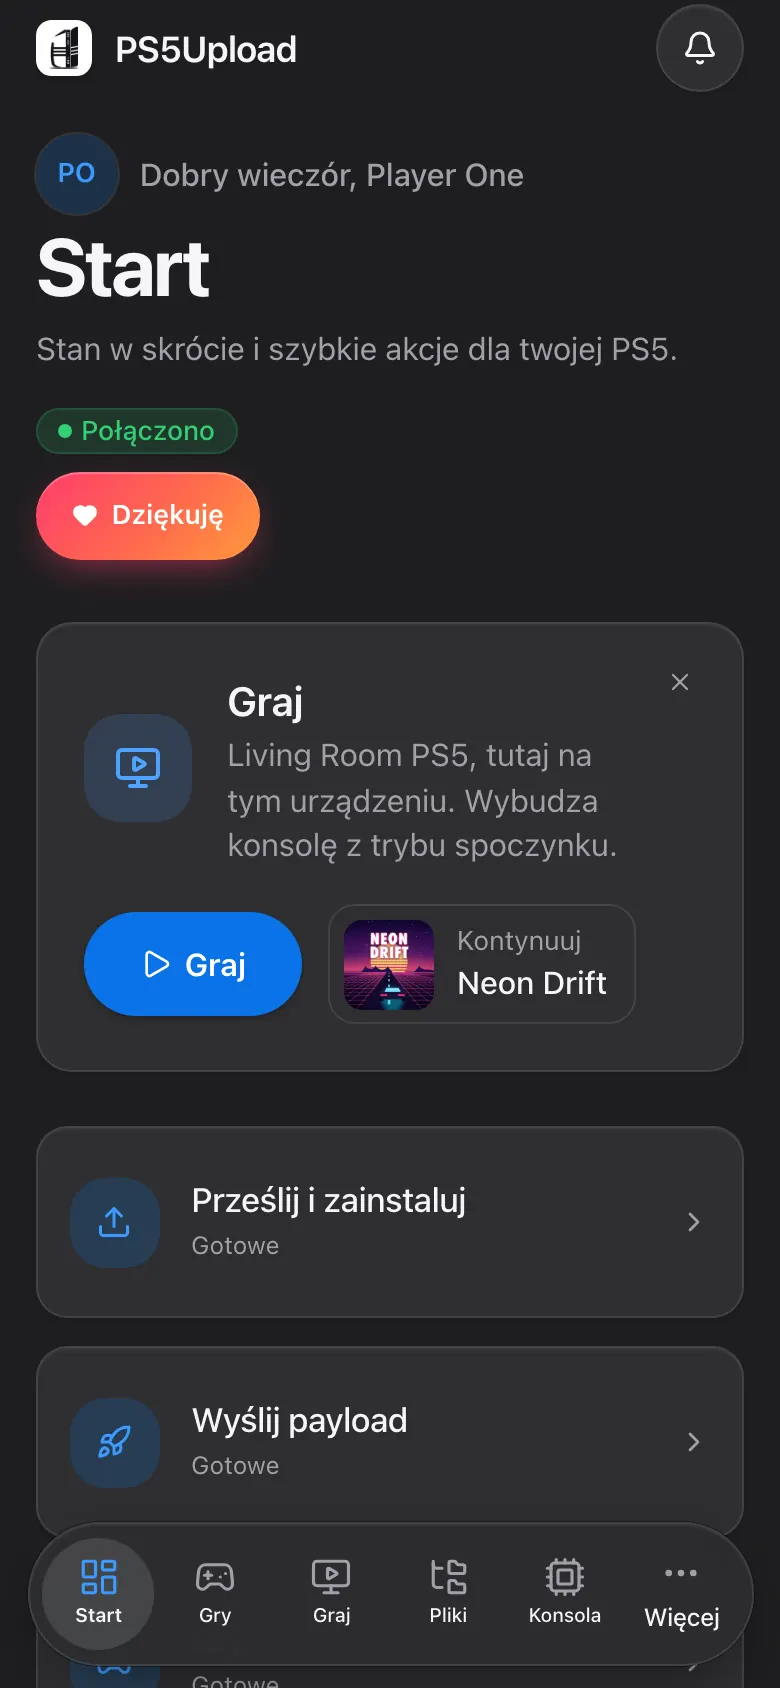 PS5Upload
PO
Dobry wieczór, Player One
Start
Stan w skrócie i szybkie akcje dla twojej PS5.
Połączono
Dziękuję
Graj
Living Room PS5, tutaj na
tym urządzeniu. Wybudza
konsolę z trybu spoczynku.
Graj
NEON
DRIFT
Kontynuuj
Neon Drift
Prześlij i zainstaluj
Gotowe
Wyślij payload
Gotowe
Start
Gry
Graj
Pliki
Konsola
Więcej
Gotowe